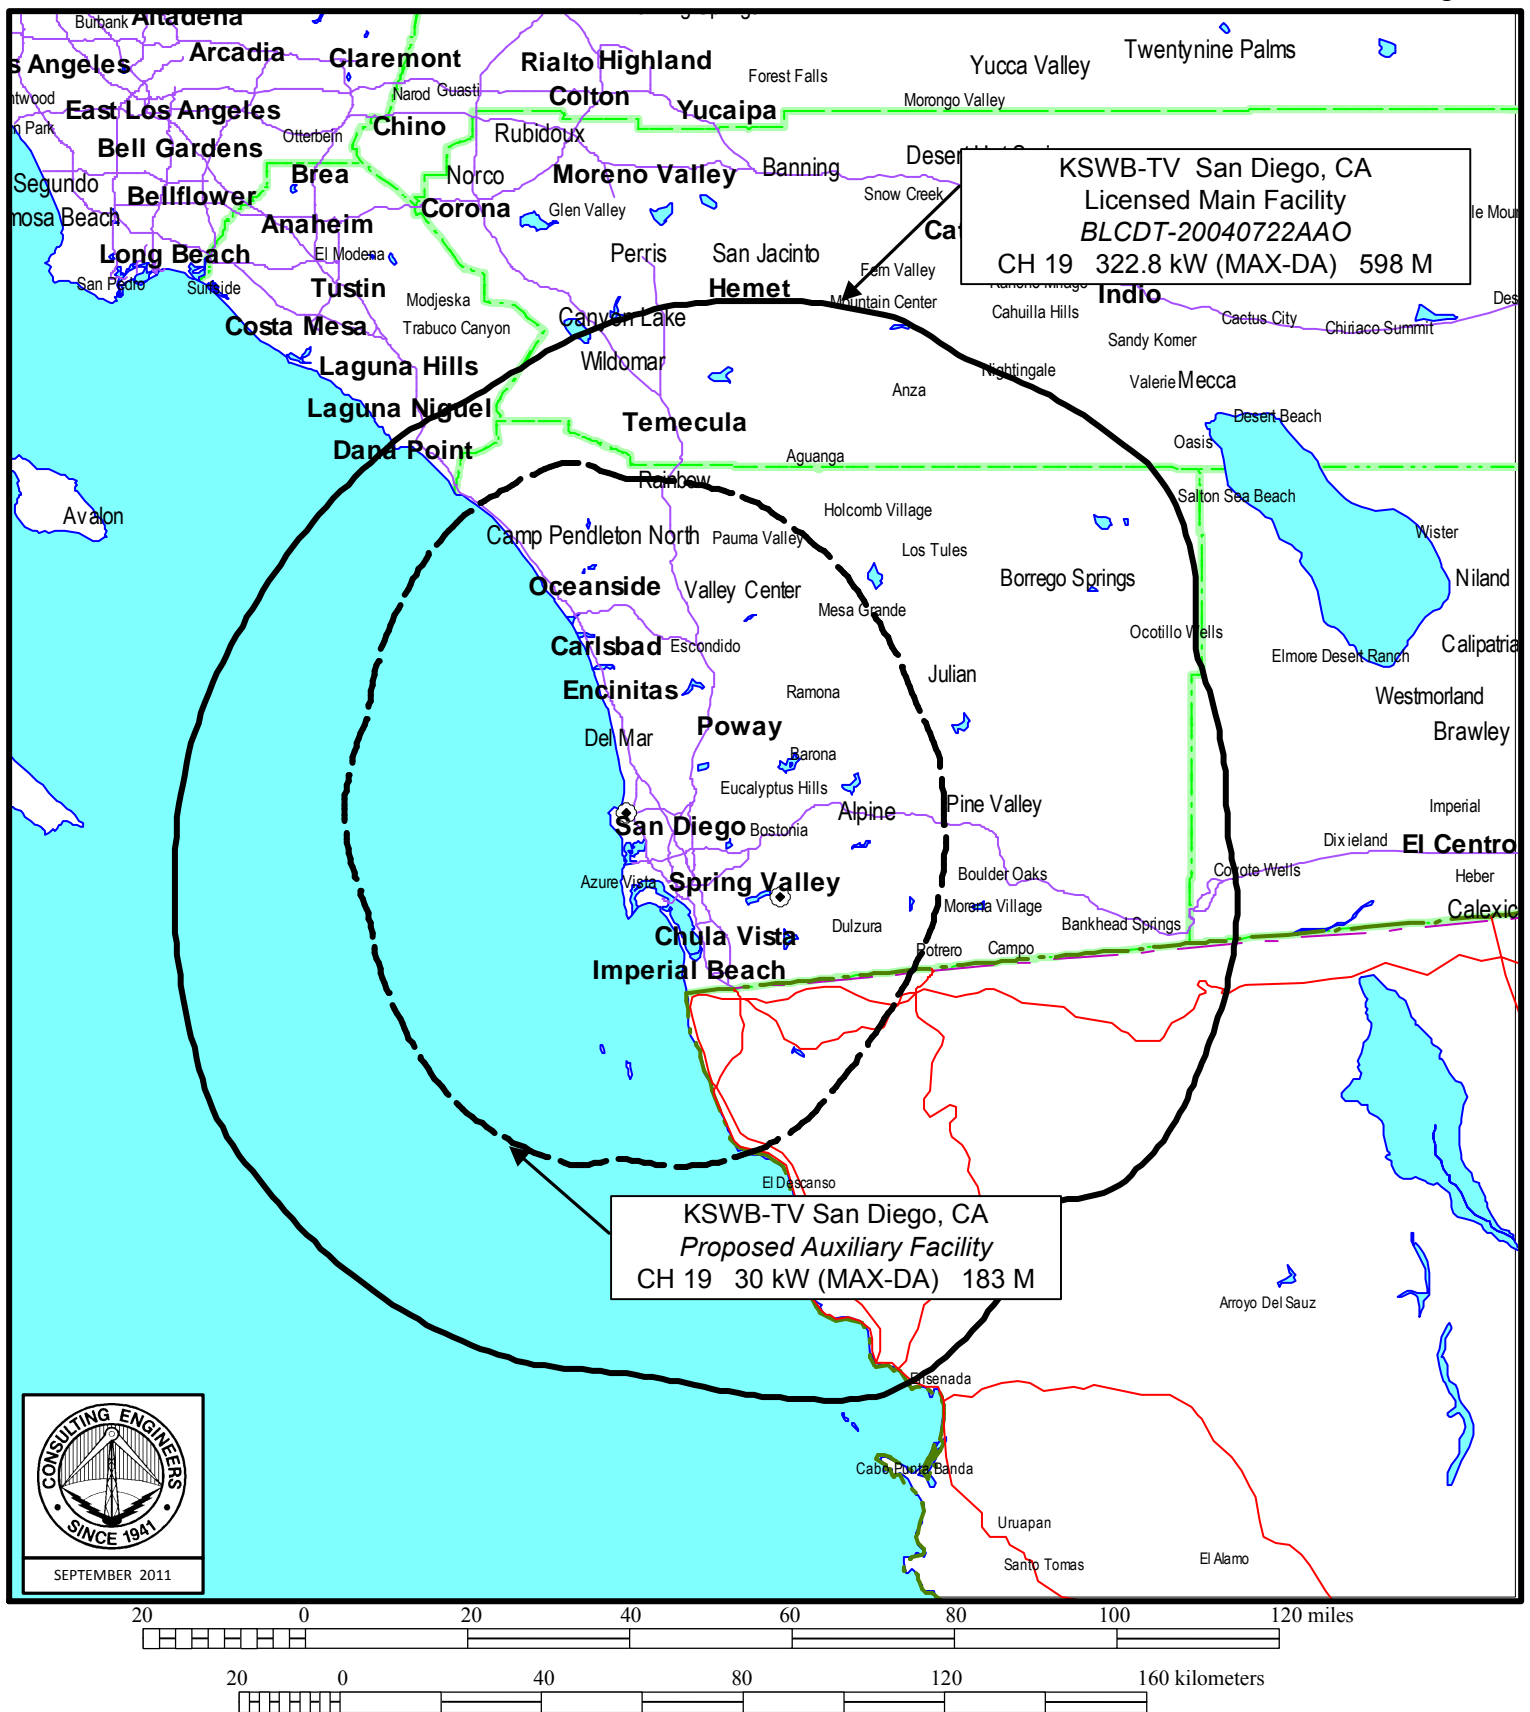 Burbank
Altadena
Arcadia
Claremont
Rialto
Highland
Forest Falls
Yucca Valley
Twentynine Palms
s Angeles
ntwood
East Los Angeles
Narod
Guasti
Colton
Yucaipa
Morongo Valley
n Park
Otterbein
Chino
Rubidoux
Bell Gardens
Brea
Norco
Moreno Valley
Banning
Segundo
Bellflower
Corona
Glen Valley
Snow Creek
mosa Beach
Anaheim
El Modena
Long Beach
San Pedro
Sunside
Tustin
Perris
San Jacinto
Fern Valley
Hemet
Mountain Center
KSWB-TV San Diego, CA
Licensed Main Facility
BLCDT-20040722AAO
CH 19 322.8 kW (MAX-DA) 598 M
le Moun
Indio
Des
Modjeska
Costa Mesa
Trabuco Canyon
Canyon Lake
Cahuilla Hills
Cactus City
Chiriaco Summit
Sandy Korner
Laguna Hills
Wildomar
Nightingale
Anza
Valerie
Mecca
Laguna Niguel
Temecula
Desert Beach
Dana Point
Aguanga
Oasis
Rainbow
Salton Sea Beach
Avalon
Holcomb Village
Camp Pendleton North
Pauma Valley
Los Tules
Wister
Oceanside
Valley Center
Borrego Springs
Niland
Mesa Grande
Carlsbad
Escondido
Ocotillo Wells
Elmore Desert Ranch
Calipatria
Encinitas
Ramona
Julian
Westmorland
Del Mar
Poway
Barona
Brawley
Eucalyptus Hills
Alpine
Pine Valley
Imperial
San Diego
Bostonia
Dixieland
El Centro
Azure Vista
Spring Valley
Boulder Oaks
Coyote Wells
Heber
Morena Village
Calexic
Chula Vista
Dulzura
Bankhead Springs
Potrero
Campo
Imperial Beach
El Descanso
KSWB-TV San Diego, CA
Proposed Auxiliary Facility
CH 19 30 kW (MAX-DA) 183 M
Arroyo Del Sauz
Ensenada
Cabo Punta Banda
Uruapan
Santo Tomas
El Alamo
CONSULTING ENGINEERS
SINCE 1941
SEPTEMBER 2011
20 0 20 40 60 80 100 120 miles
20 0 40 80 120 160 kilometers